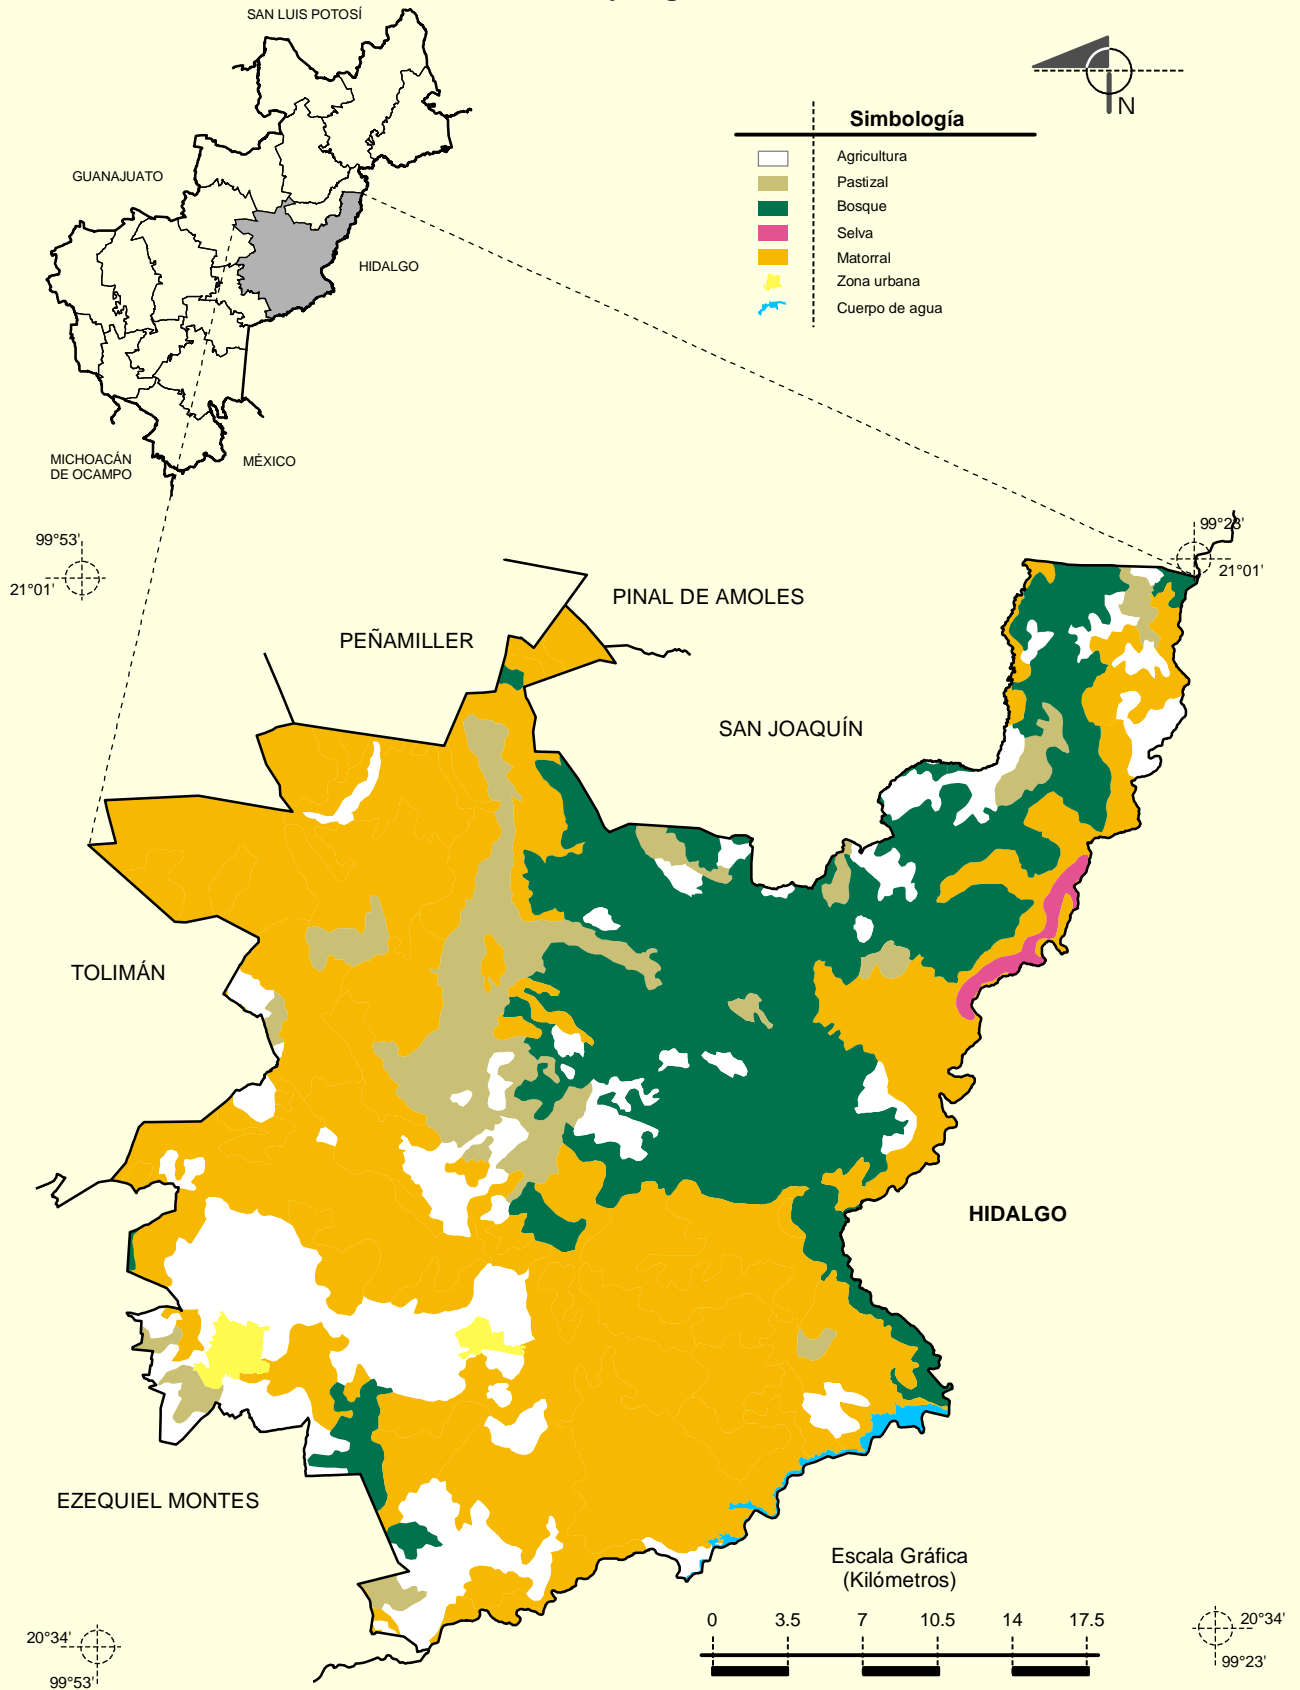 SAN LUIS POTOSÍ
GUANAJUATO
HIDALGO
MICHOACÁN
DE OCAMPO
MÉXICO
N
Simbología
Agricultura
Pastizal
Bosque
Selva
Matorral
Zona urbana
Cuerpo de agua
99°53'
21°01'
99°23'
21°01'
PINAL DE AMOLES
PEÑAMILLER
SAN JOAQUÍN
TOLIMÁN
HIDALGO
EZEQUIEL MONTES
Escala Gráfica
(Kilómetros)
0 3.5 7 10.5 14 17.5
20°34'
99°53'
20°34'
99°23'